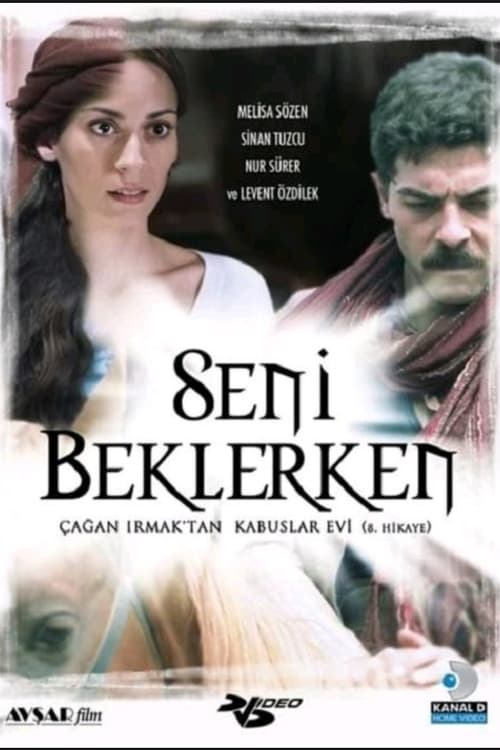 MELİSA SÖZEN
SİNAN TUZCU
NUR SÜRER
ve LEVENT ÖZDİLEK
SENİ
BEKLERKEN
ÇAĞAN IRMAK'TAN KABUSLAR EVİ (8. HİKAYE)
AVŞAR film
VIDEO
KANAL D
HOME VIDEO